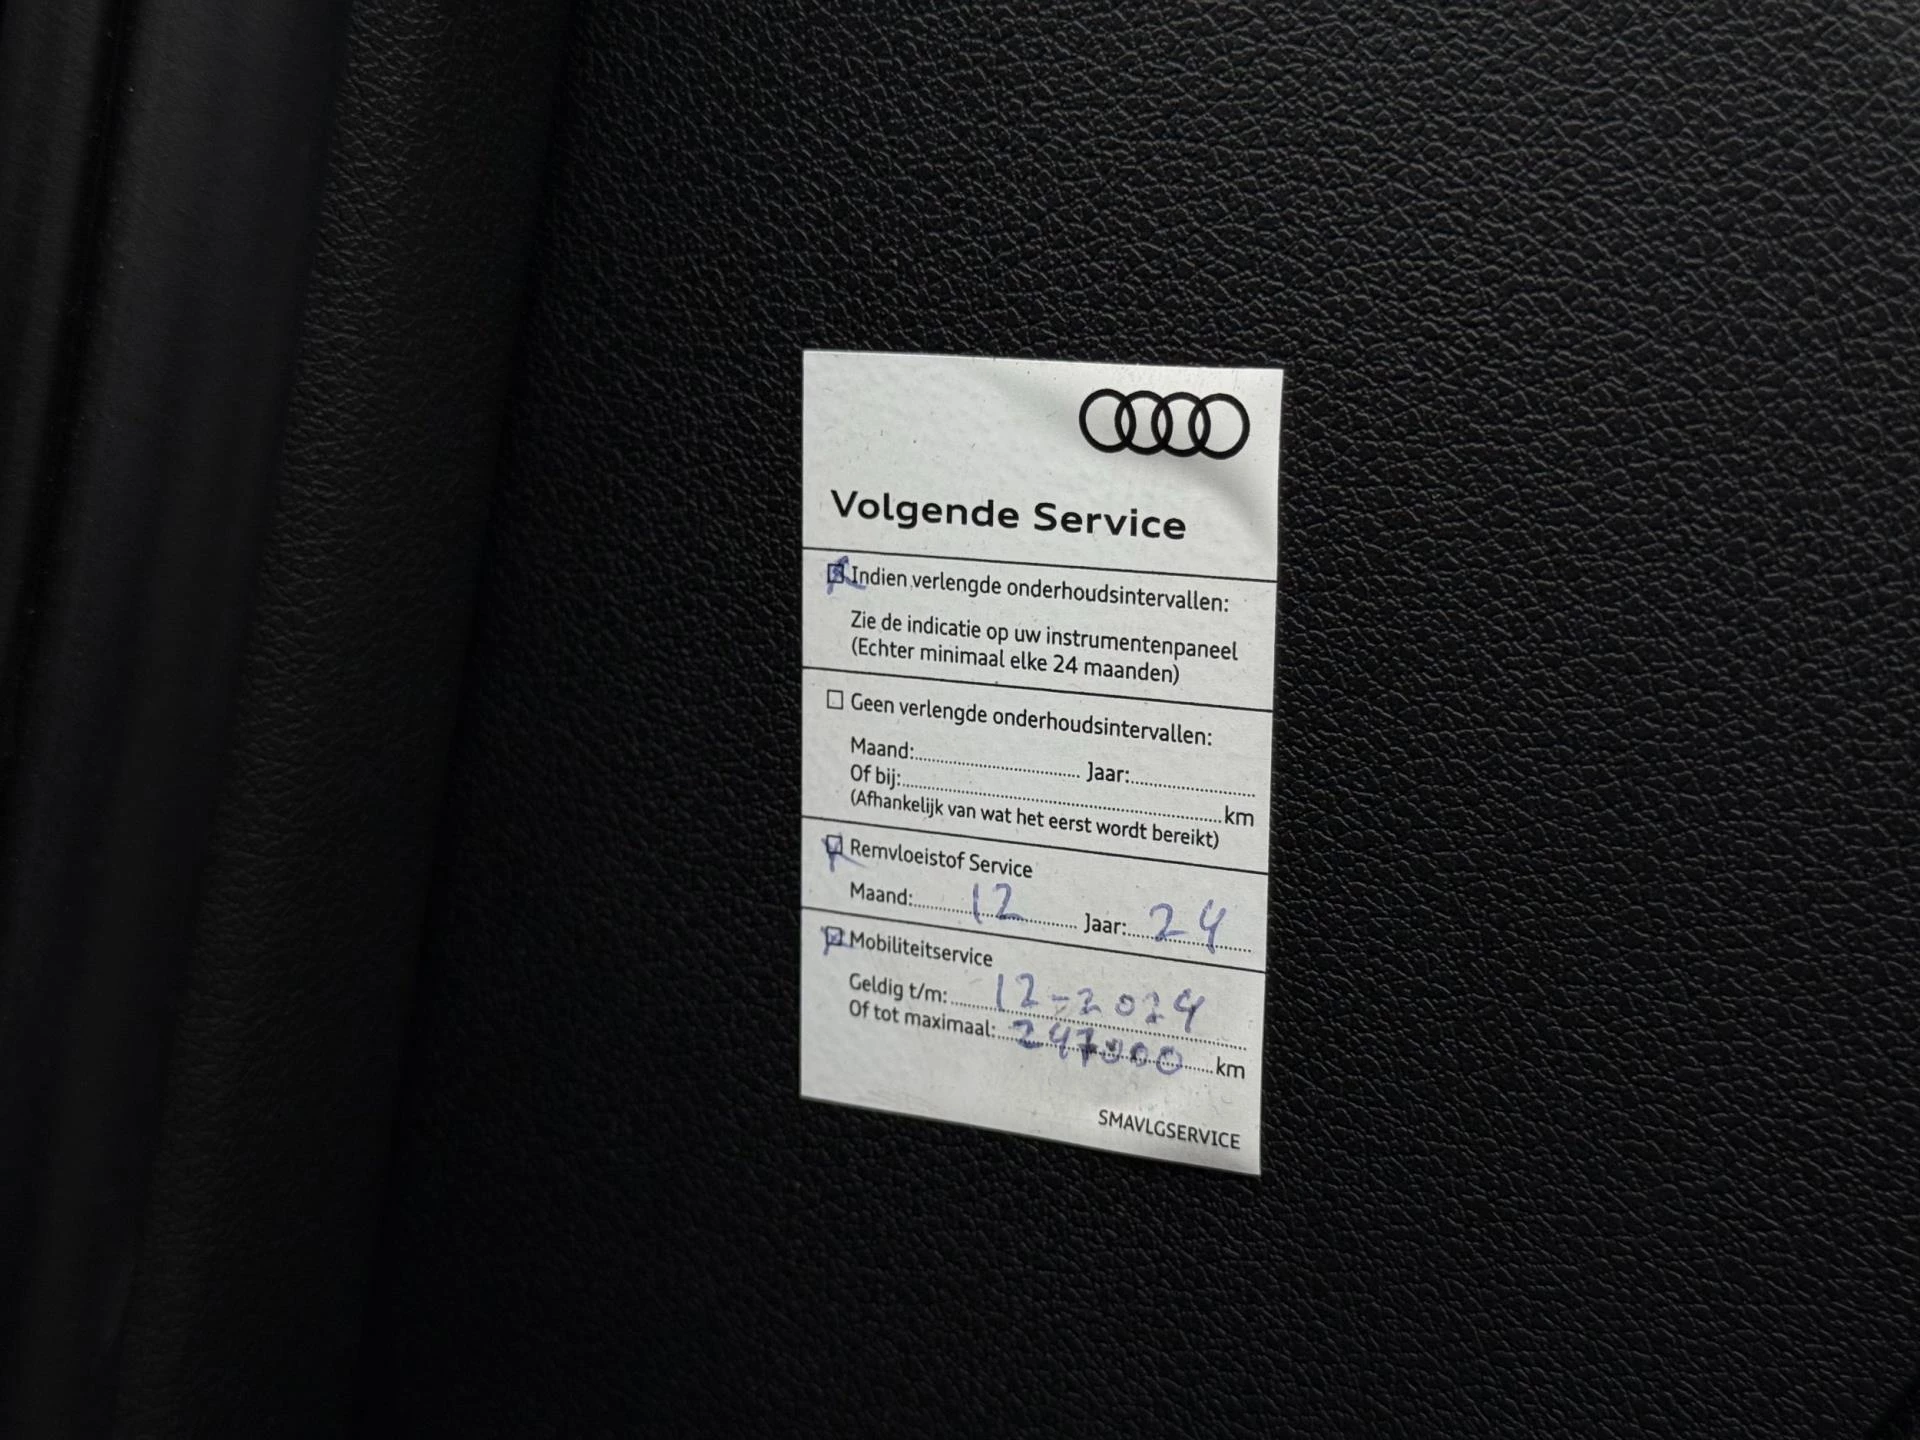 Volgende Service
Indien verlengde onderhoudsintervallen:
Zie de indicatie op uw instrumentenpaneel
(Echter minimaal elke 24 maanden)
Geen verlengde onderhoudsintervallen:
Maand:.................... Jaar:....................
Of bij:....................km
(Afhankelijk van wat het eerst wordt bereikt)
Remvloeistof Service
Maand: 12 Jaar: 24
Mobiliteitservice
Geldig t/m: 12-2024
Of tot maximaal: 247000 km
SMAVLGSERVICE